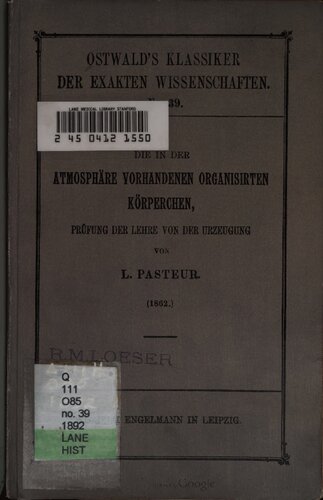 OSTWALD'S KLASSIKER
DER EXAKTEN WISSENSCHAFTEN.
39.
LANE MEDICAL LIBRARY STANFORD
2 45 0412 1550
DIE IN DER
ATMOSPHÄRE VORHANDENEN ORGANISIRTEN
KÖRPERCHEN,
PRÜFUNG DER LEHRE VON DER URZEUGUNG
VON
L. PASTEUR.
(1862.)
R.M.LOESER
Q
111
O85
no. 39
1892
LANE
HIST
ENGELMANN IN LEIPZIG.
Google